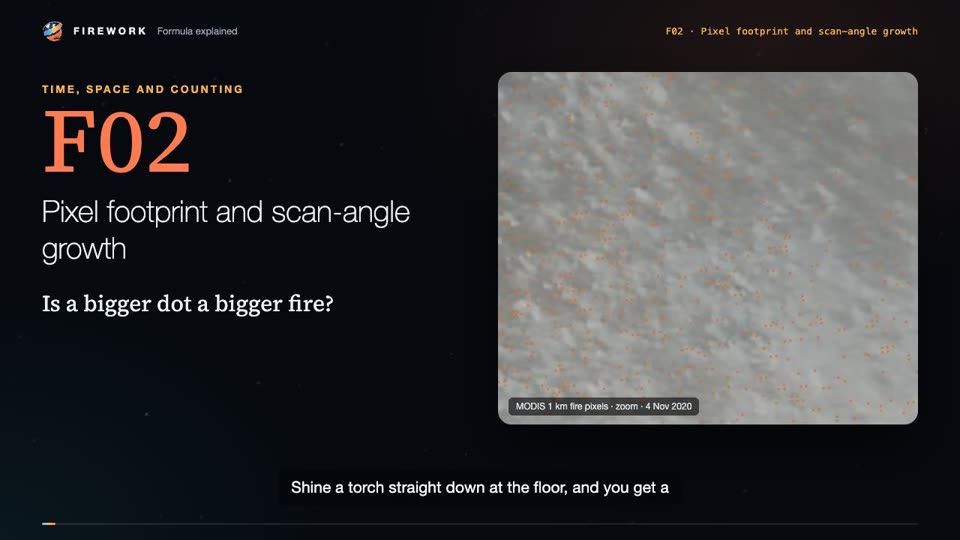 FIREWORK Formula explained
F02 · Pixel footprint and scan-angle growth
TIME, SPACE AND COUNTING
F02
Pixel footprint and scan-angle
growth
Is a bigger dot a bigger fire?
MODIS 1 km fire pixels · zoom · 4 Nov 2020
Shine a torch straight down at the floor, and you get a